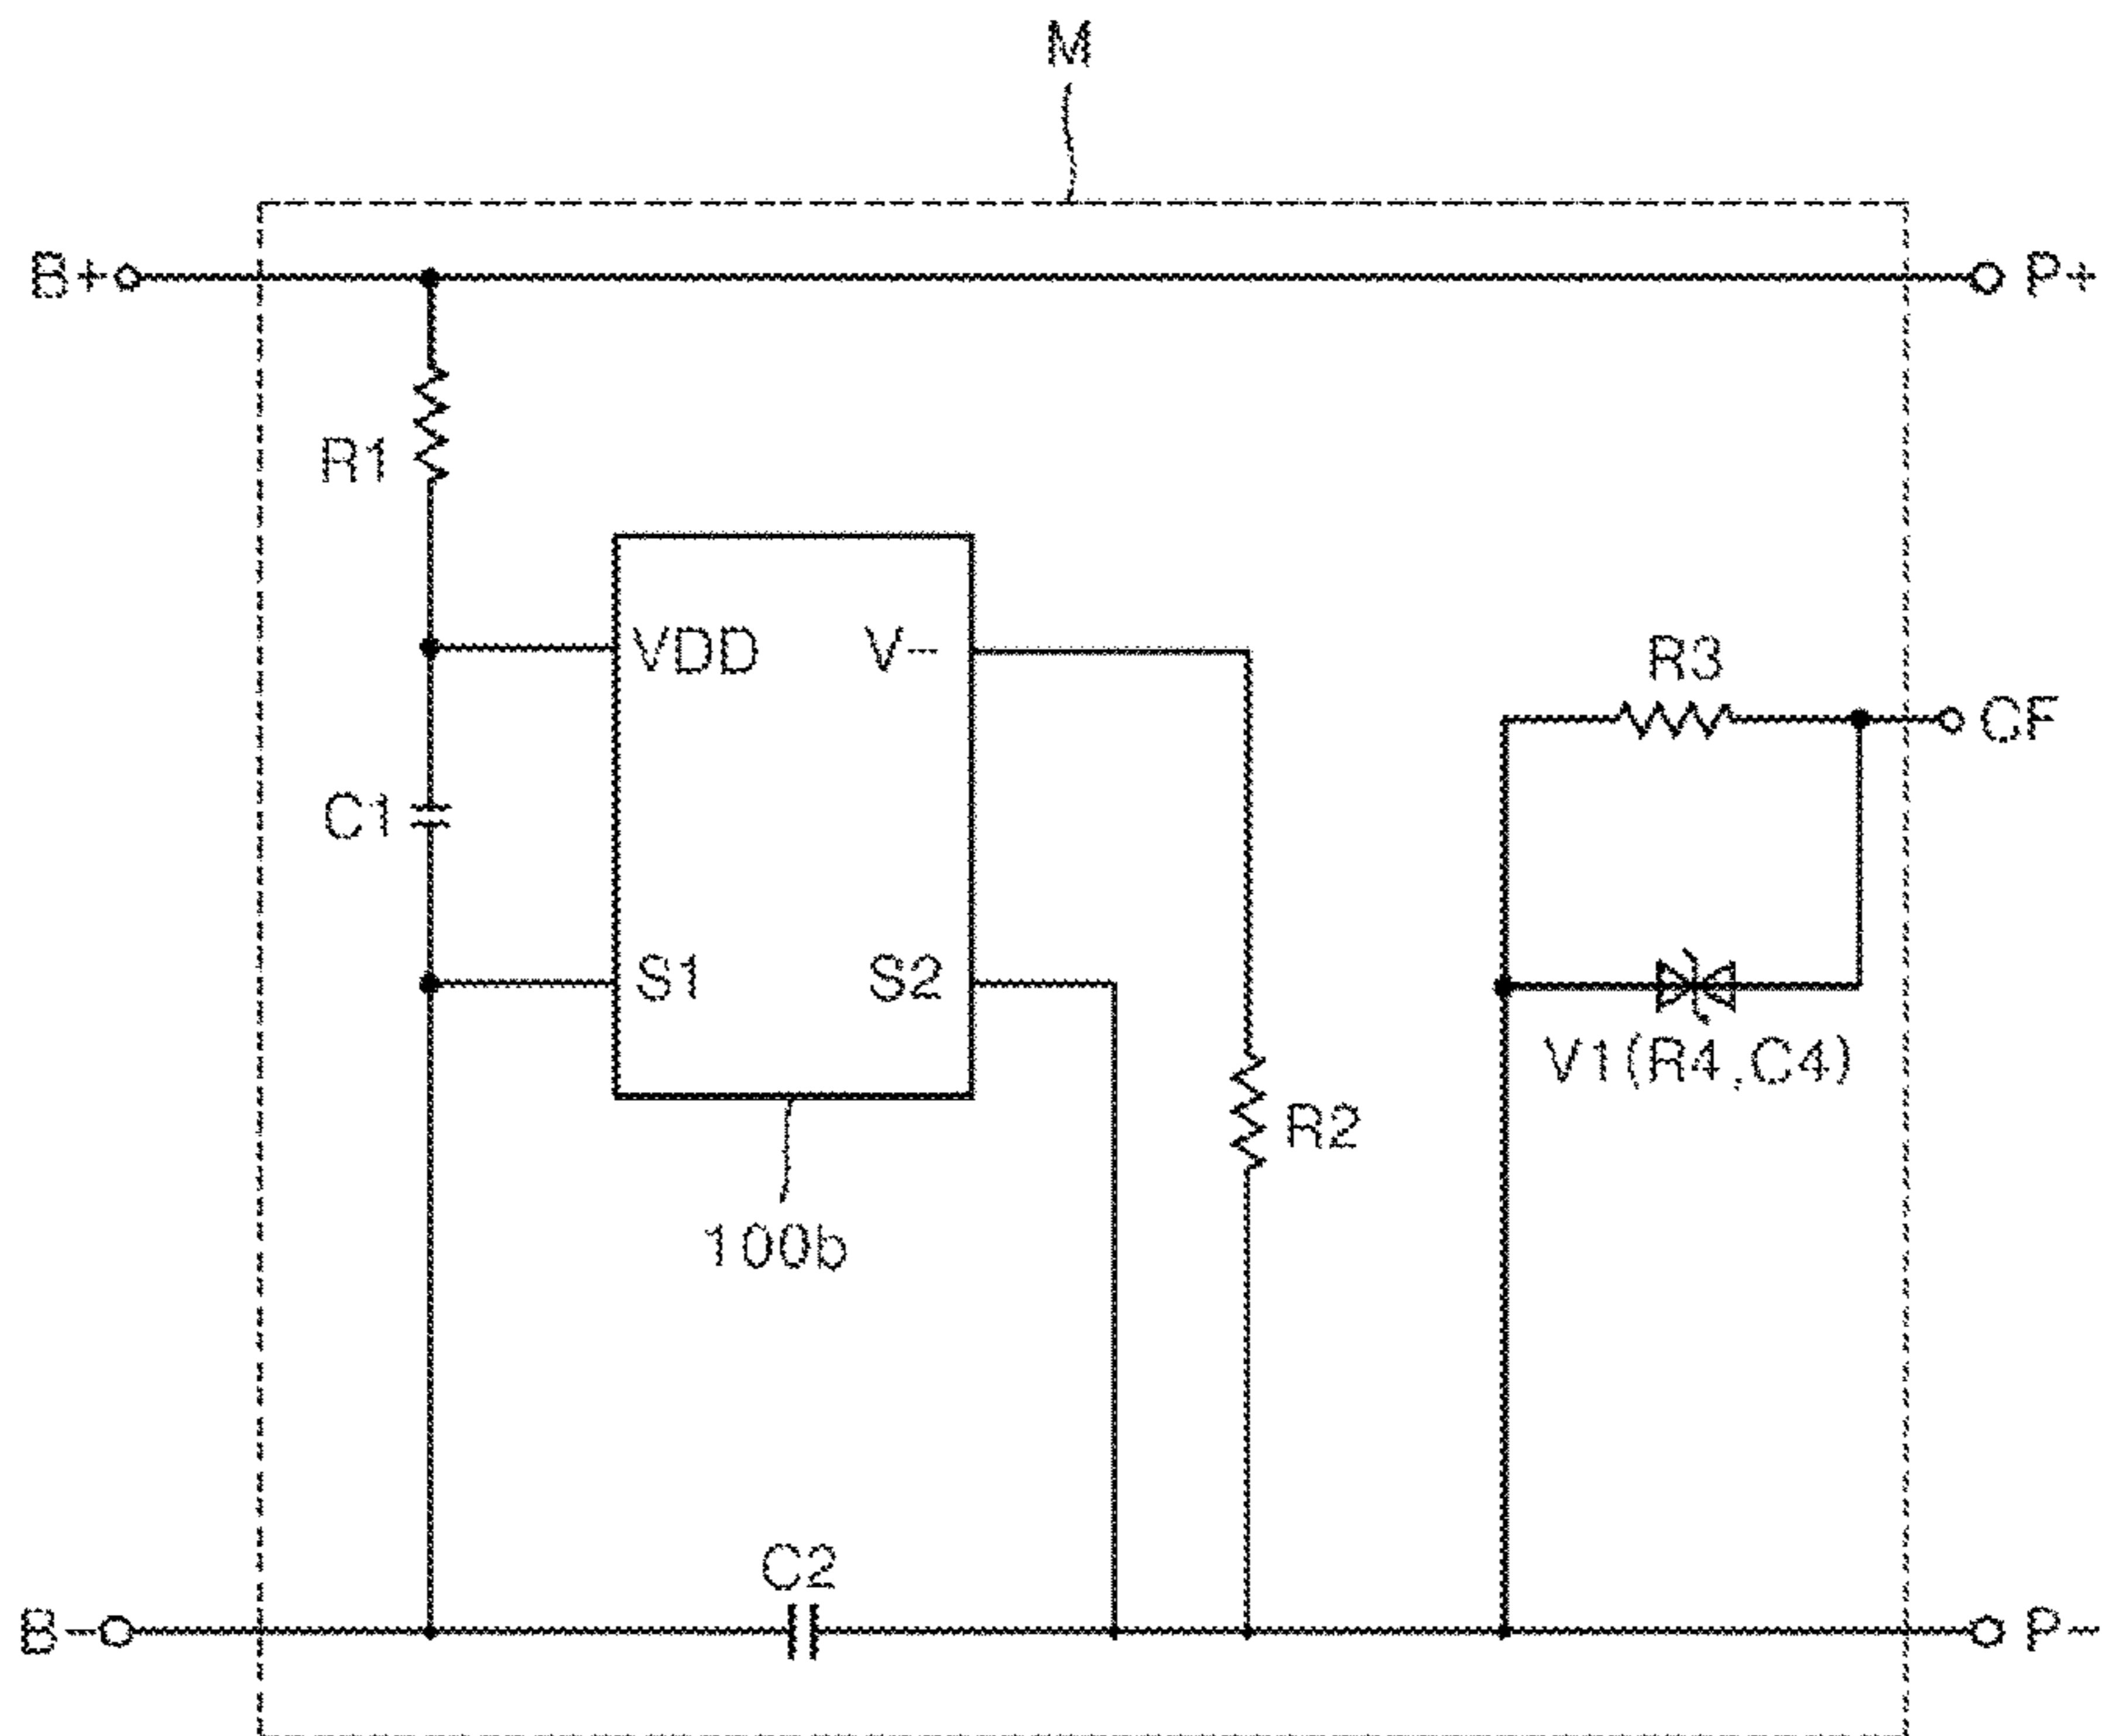 M
B+
P+
R1
VDD
V-
R3
CF
C1
S1
S2
V1(R4,C4)
R2
100b
C2
B-
P-